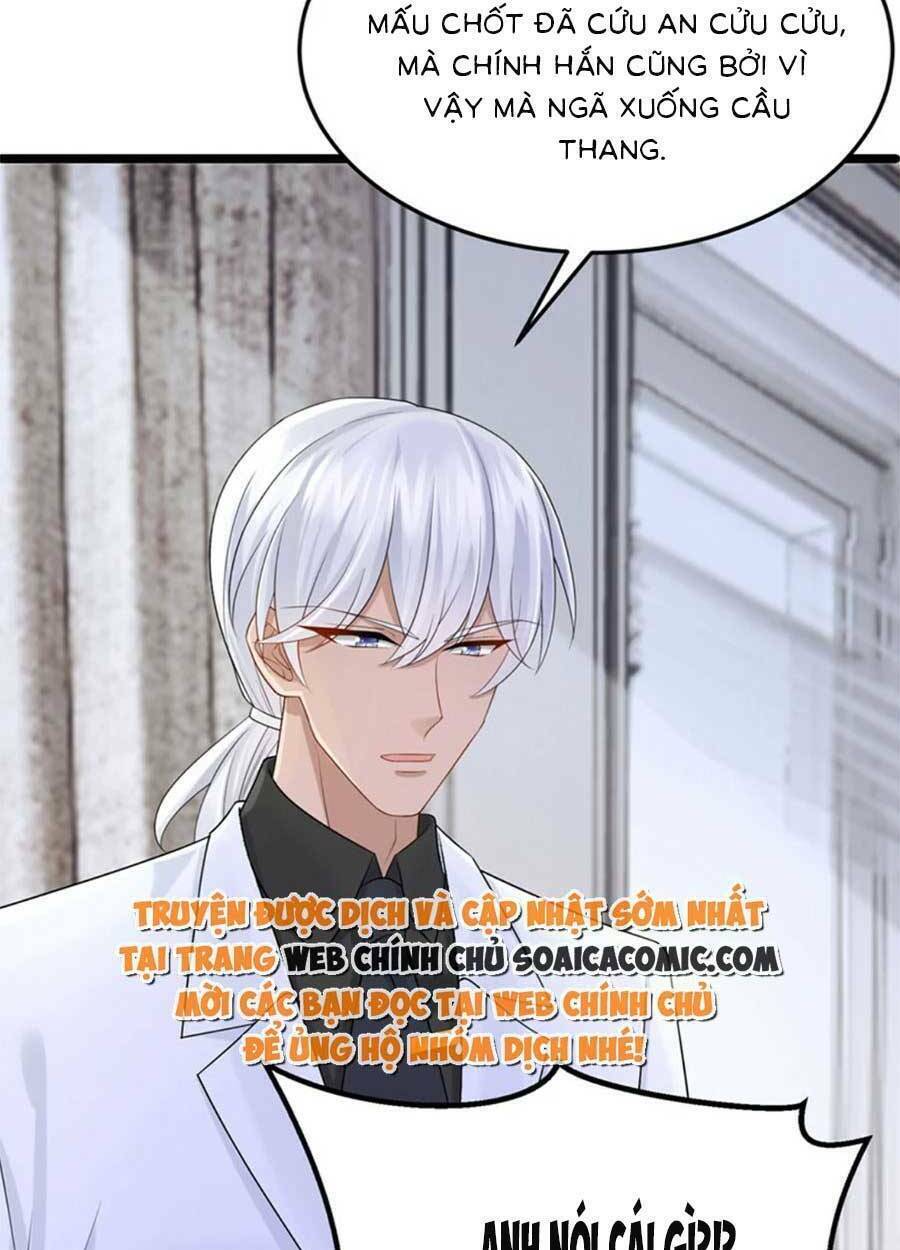 MẤU CHỐT ĐÃ CỨU AN CỬU CỬU,
MÀ CHÍNH HẮN CŨNG BỞI VÌ
VẬY MÀ NGÃ XUỐNG CẦU
THANG.
TRUYỆN ĐƯỢC DỊCH VÀ CẬP NHẬT SỚM NHẤT
TẠI TRANG WEB CHÍNH CHỦ SOAICACOMIC.COM
MỜI CÁC BẠN ĐỌC TẠI WEB CHÍNH CHỦ
ĐỂ ỦNG HỘ NHÓM DỊCH NHÉ!
ANH NÓI CÁI GÌ